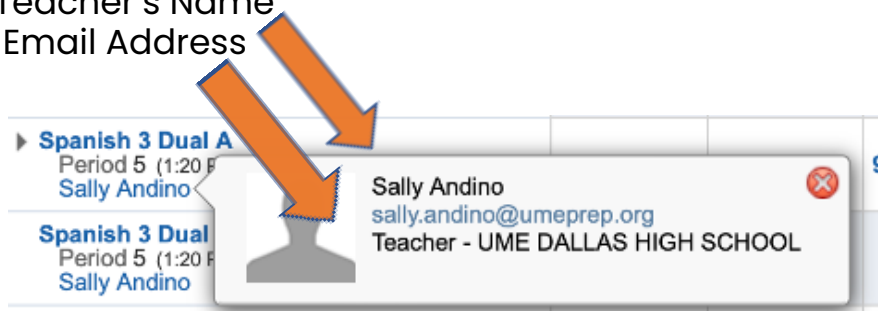 Teacher's Name
Email Address
Spanish 3 Dual A
Period 5 (1:20
Sally Andino
Sally Andino
sally.andino@umeprep.org
Teacher - UME DALLAS HIGH SCHOOL
Spanish 3 Dual
Period 5 (1:20
Sally Andino